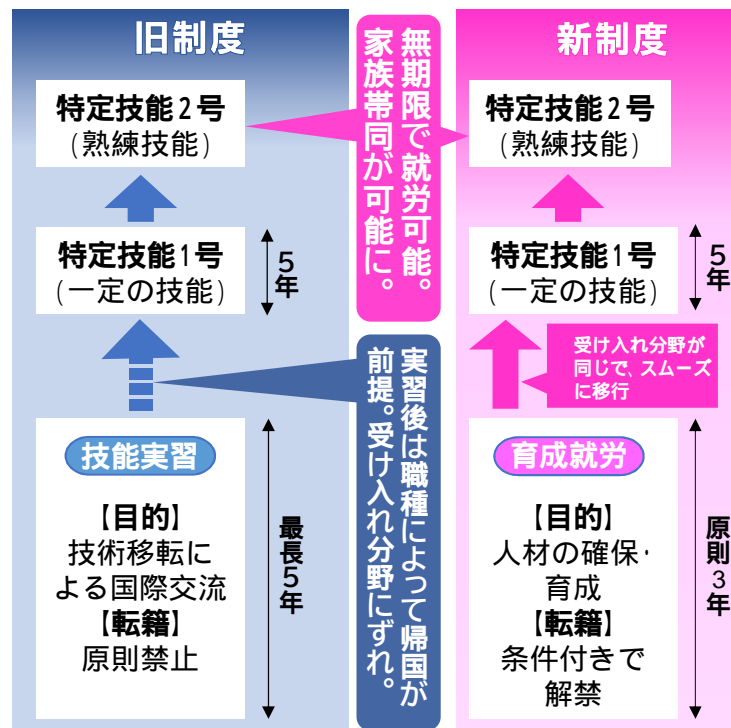 旧制度
特定技能2号
(熟練技能)
特定技能1号
(一定の技能)
5年
技能実習
【目的】
技術移転に
よる国際交流
【転籍】
原則禁止
最長5年
無期限で就労可能。
家族帯同が可能に。
実習後は職種によって帰国が
前提。受け入れ分野にずれ。
新制度
特定技能2号
(熟練技能)
特定技能1号
(一定の技能)
5年
受け入れ分野が
同じで、スムーズ
に移行
育成就労
【目的】
人材の確保・
育成
【転籍】
条件付きで
解禁
原則3年